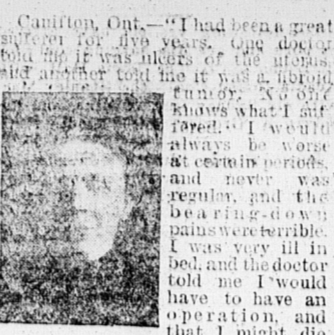 Canifton, Ont.—"I had been a great
sufferer for five years. One doctor
told me it was ulcers of the uterus,
and another told me it was a fibroid
tumor. No one
knows what I suf-
fered. I would
always be worse
at certain periods,
and never was
regular, and the
bearing-down
pains were terrible.
I was very ill in
bed, and the doctor
told me I would
have to have an
operation, and
that I might die